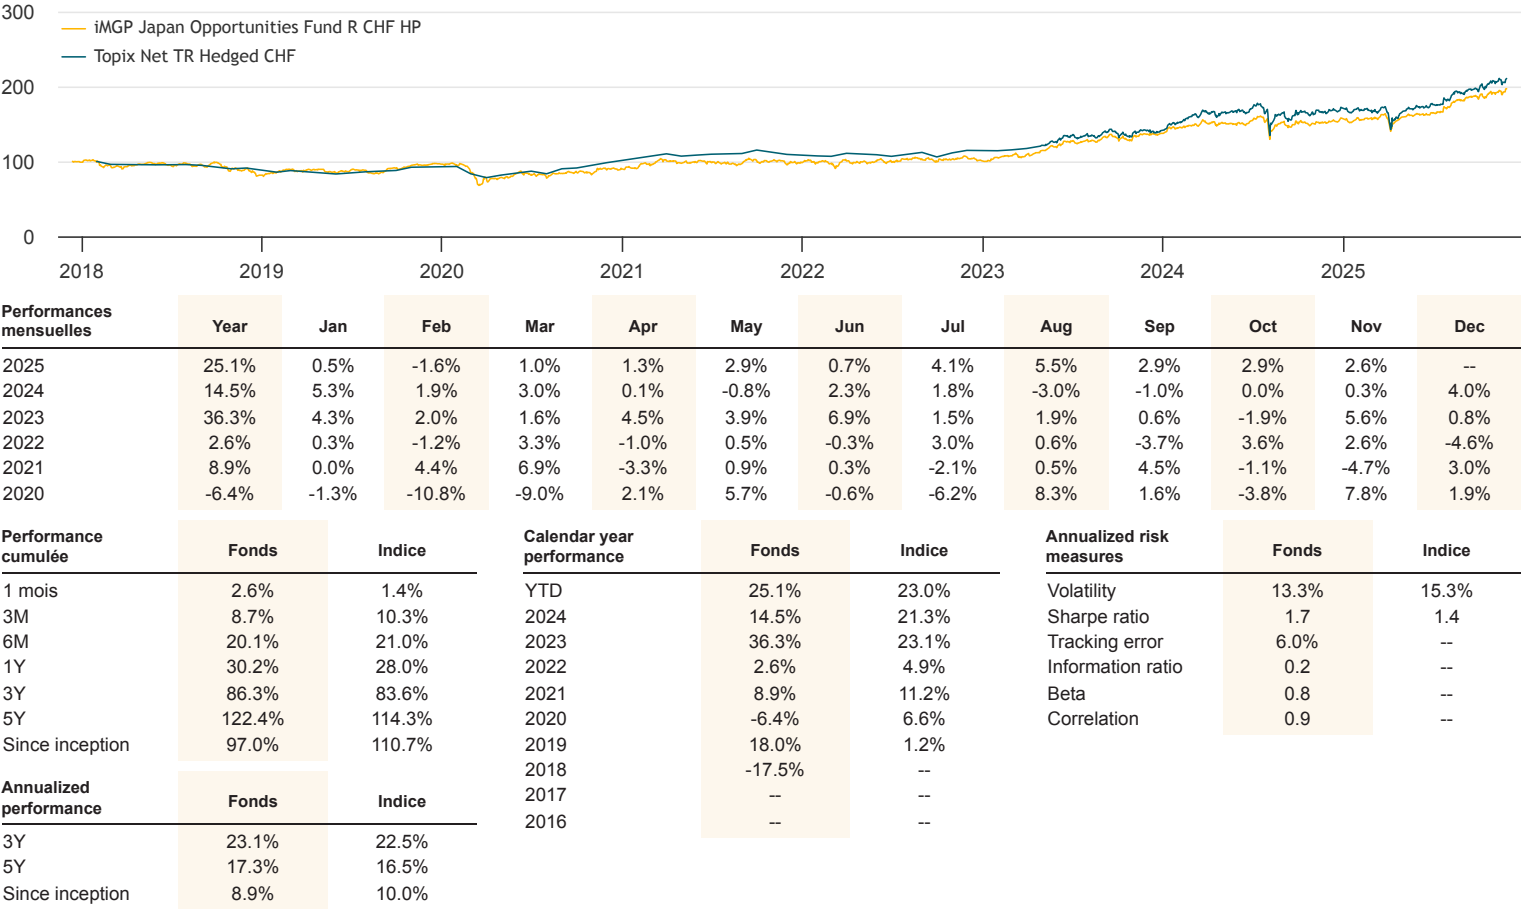 300
iMGP Japan Opportunities Fund R CHF HP
Topix Net TR Hedged CHF
200
100
0
2018 2019 2020 2021 2022 2023 2024 2025
Performances mensuelles Year Jan Feb Mar Apr May Jun Jul Aug Sep Oct Nov Dec
2025 25.1% 0.5% -1.6% 1.0% 1.3% 2.9% 0.7% 4.1% 5.5% 2.9% 2.9% 2.6% --
2024 14.5% 5.3% 1.9% 3.0% 0.1% -0.8% 2.3% 1.8% -3.0% -1.0% 0.0% 0.3% 4.0%
2023 36.3% 4.3% 2.0% 1.6% 4.5% 3.9% 6.9% 1.5% 1.9% 0.6% -1.9% 5.6% 0.8%
2022 2.6% 0.3% -1.2% 3.3% -1.0% 0.5% -0.3% 3.0% 0.6% -3.7% 3.6% 2.6% -4.6%
2021 8.9% 0.0% 4.4% 6.9% -3.3% 0.9% 0.3% -2.1% 0.5% 4.5% -1.1% -4.7% 3.0%
2020 -6.4% -1.3% -10.8% -9.0% 2.1% 5.7% -0.6% -6.2% 8.3% 1.6% -3.8% 7.8% 1.9%
Performance cumulée Fonds Indice
1 mois 2.6% 1.4%
3M 8.7% 10.3%
6M 20.1% 21.0%
1Y 30.2% 28.0%
3Y 86.3% 83.6%
5Y 122.4% 114.3%
Since inception 97.0% 110.7%
Annualized performance Fonds Indice
3Y 23.1% 22.5%
5Y 17.3% 16.5%
Since inception 8.9% 10.0%
Calendar year performance Fonds Indice
YTD 25.1% 23.0%
2024 14.5% 21.3%
2023 36.3% 23.1%
2022 2.6% 4.9%
2021 8.9% 11.2%
2020 -6.4% 6.6%
2019 18.0% 1.2%
2018 -17.5% --
2017 -- --
2016 -- --
Annualized risk measures Fonds Indice
Volatility 13.3% 15.3%
Sharpe ratio 1.7 1.4
Tracking error 6.0% --
Information ratio 0.2 --
Beta 0.8 --
Correlation 0.9 --